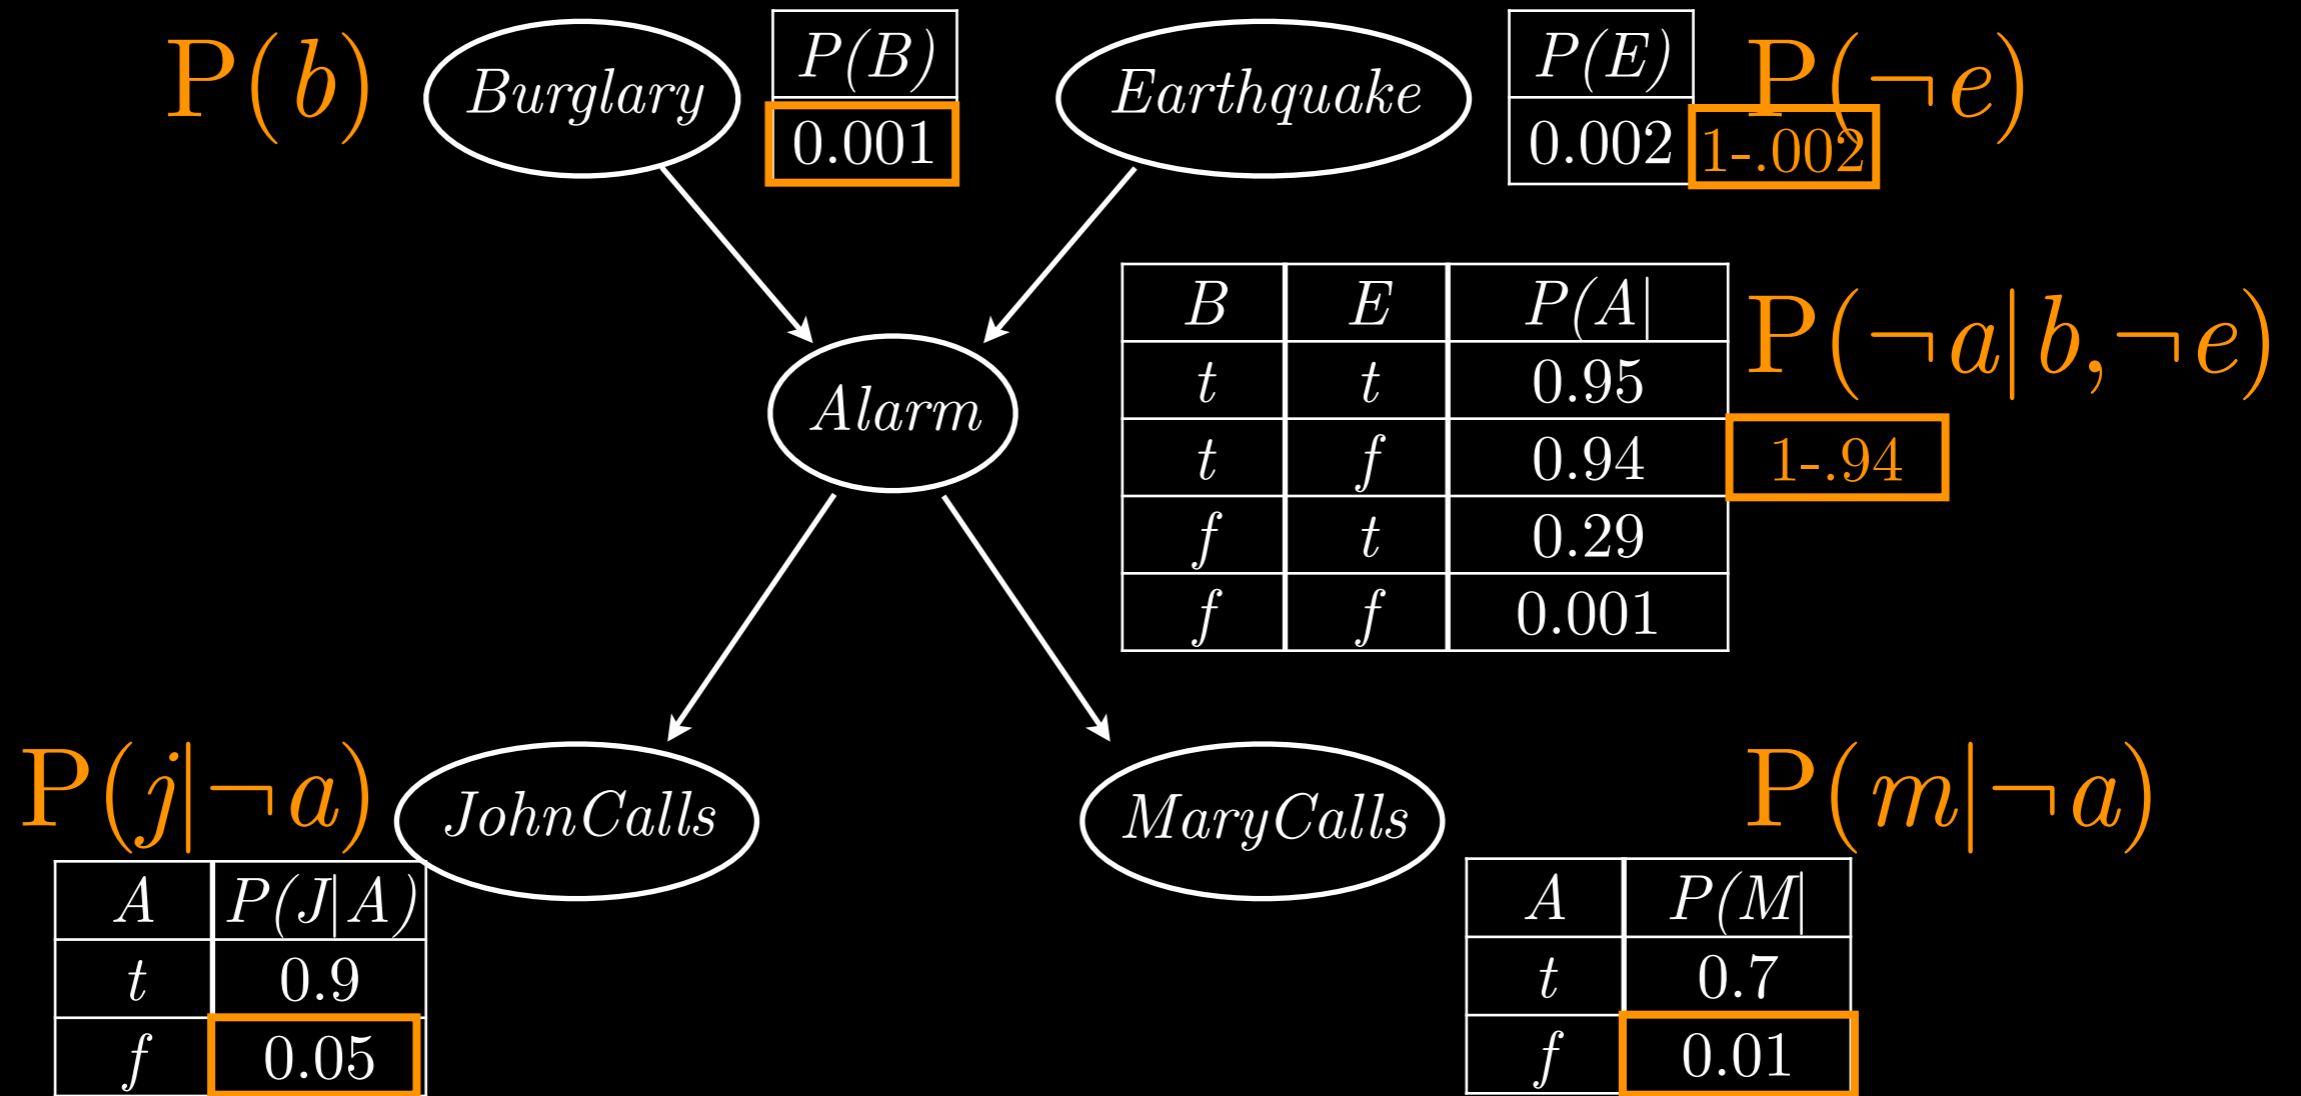 P(b)
Burglary
P(B)
0.001
Earthquake
P(E)
0.002
P(¬e)
1-.002
Alarm
B E P(A|
t t 0.95
t f 0.94
f t 0.29
f f 0.001
P(¬a|b,¬e)
1-.94
P(j|¬a)
JohnCalls
A P(J|A)
t 0.9
f 0.05
MaryCalls
P(m|¬a)
A P(M|
t 0.7
f 0.01